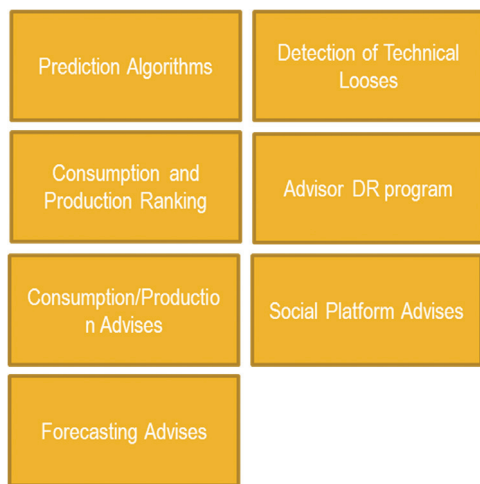 Prediction Algorithms
Detection of Technical
Looses
Consumption and
Production Ranking
Advisor DR program
Consumption/Productio
n Advises
Social Platform Advises
Forecasting Advises